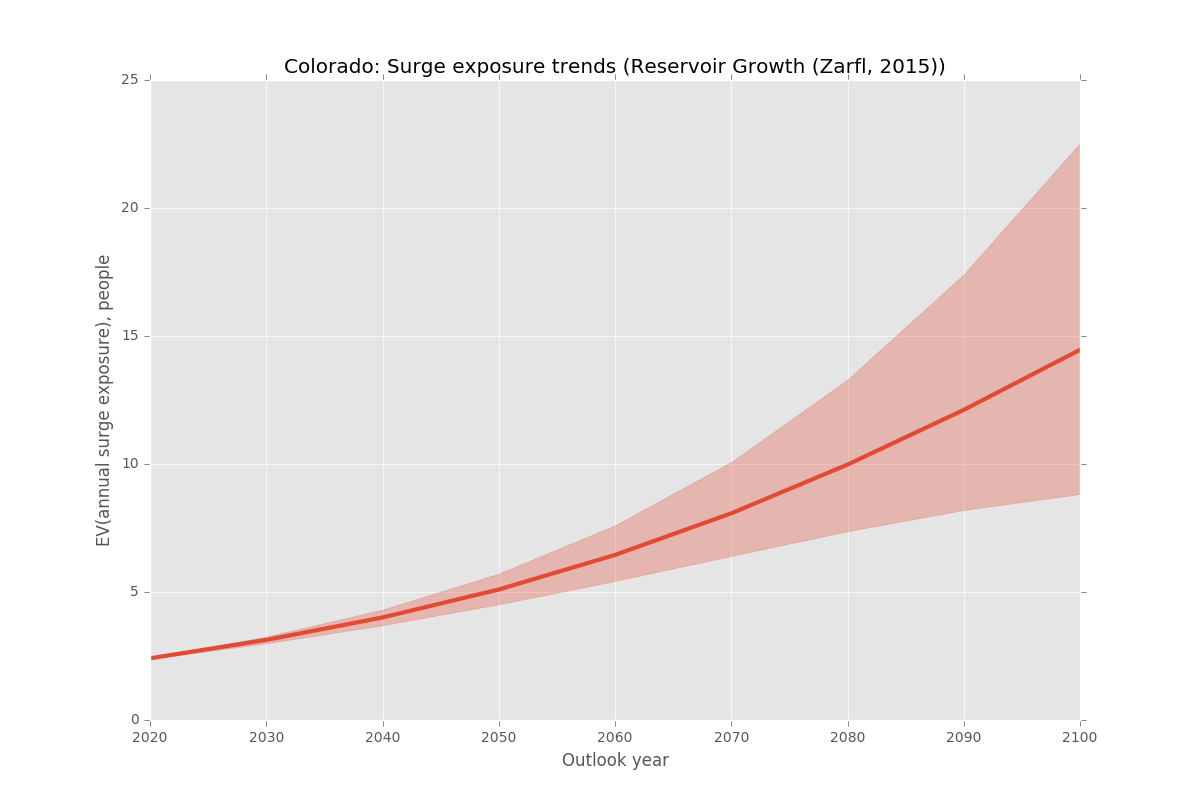 Colorado: Surge exposure trends (Reservoir Growth (Zarfl, 2015))
25
20
15
10
5
0
EV(annual surge exposure), people
2020 2030 2040 2050 2060 2070 2080 2090 2100
Outlook year